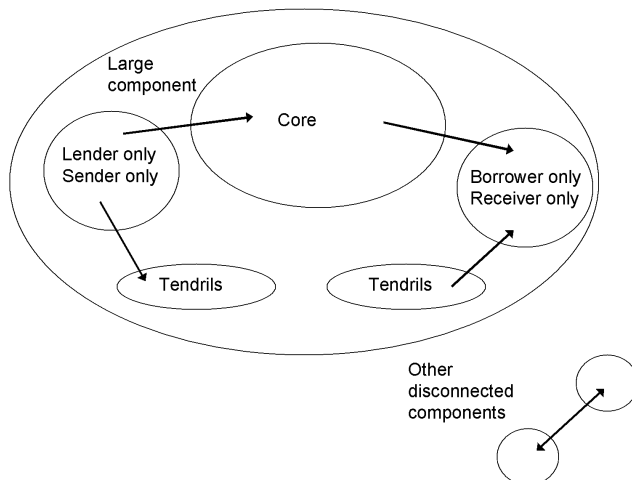 Large
component
Core
Lender only
Sender only
Borrower only
Receiver only
Tendrils
Tendrils
Other
disconnected
components